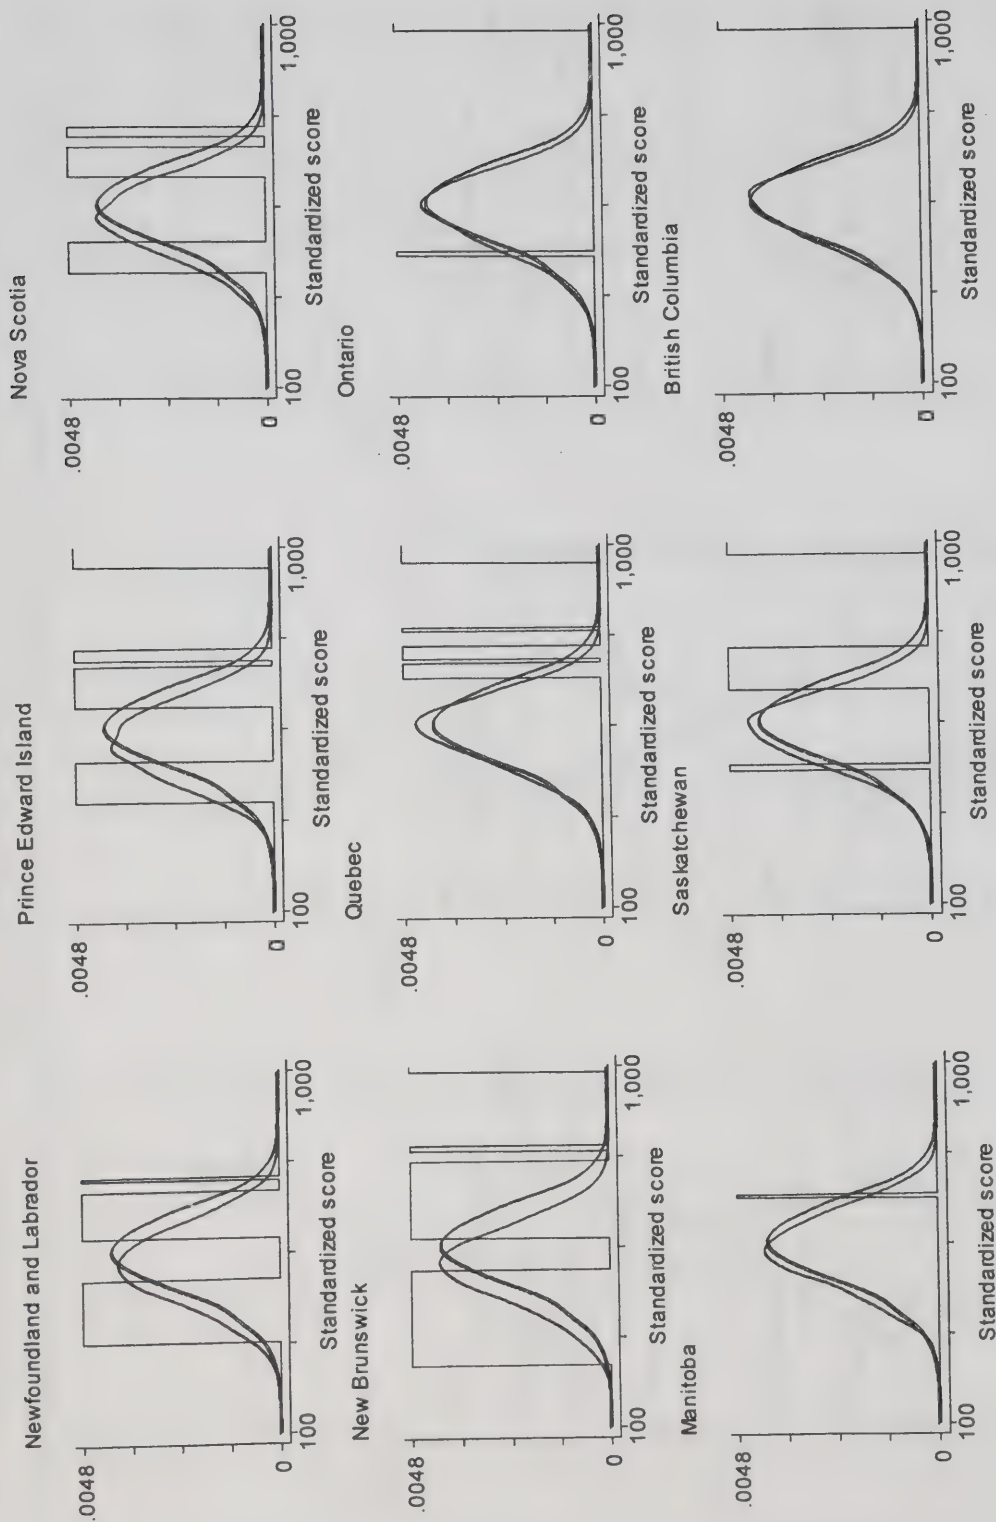 Newfoundland and Labrador
.0048
0
100
1,000
Standardized score
Prince Edward Island
.0048
0
100
1,000
Standardized score
Nova Scotia
.0048
0
100
1,000
Standardized score
New Brunswick
.0048
0
100
1,000
Standardized score
Quebec
.0048
0
100
1,000
Standardized score
Ontario
.0048
0
100
1,000
Standardized score
Manitoba
.0048
0
100
1,000
Standardized score
Saskatchewan
.0048
0
100
1,000
Standardized score
British Columbia
.0048
0
100
1,000
Standardized score